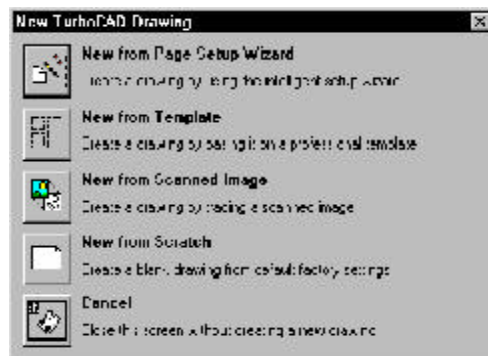 New TurboCAD Drawing
New from Page Setup Wizard
Create a drawing by using the intelligent setup wizard
New from Template
Create a drawing by basing it on a professional template
New from Scanned Image
Create a drawing by tracing a scanned image
New from Scratch
Create a blank drawing from default factory settings
Cancel
Close this screen without creating a new drawing